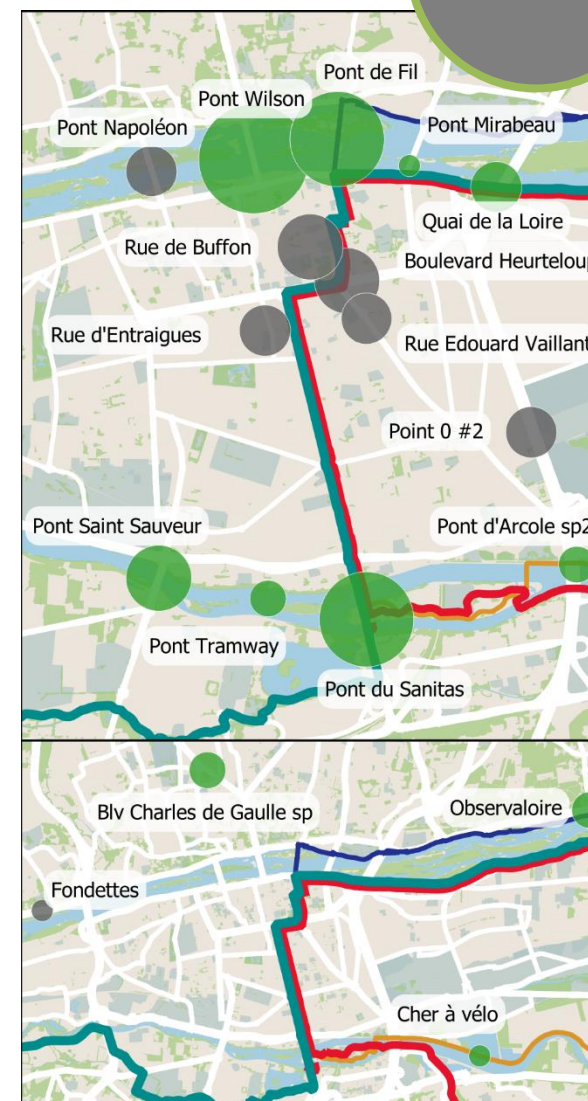 Pont de Fil
Pont Wilson
Pont Napoléon
Pont Mirabeau
Quai de la Loire
Rue de Buffon
Boulevard Heurteloup
Rue d'Entraigues
Rue Edouard Vaillant
Point 0 #2
Pont Saint Sauveur
Pont d'Arcole sp2
Pont Tramway
Pont du Sanitas
Blv Charles de Gaulle sp
Observaloire
Fondettes
Cher à vélo